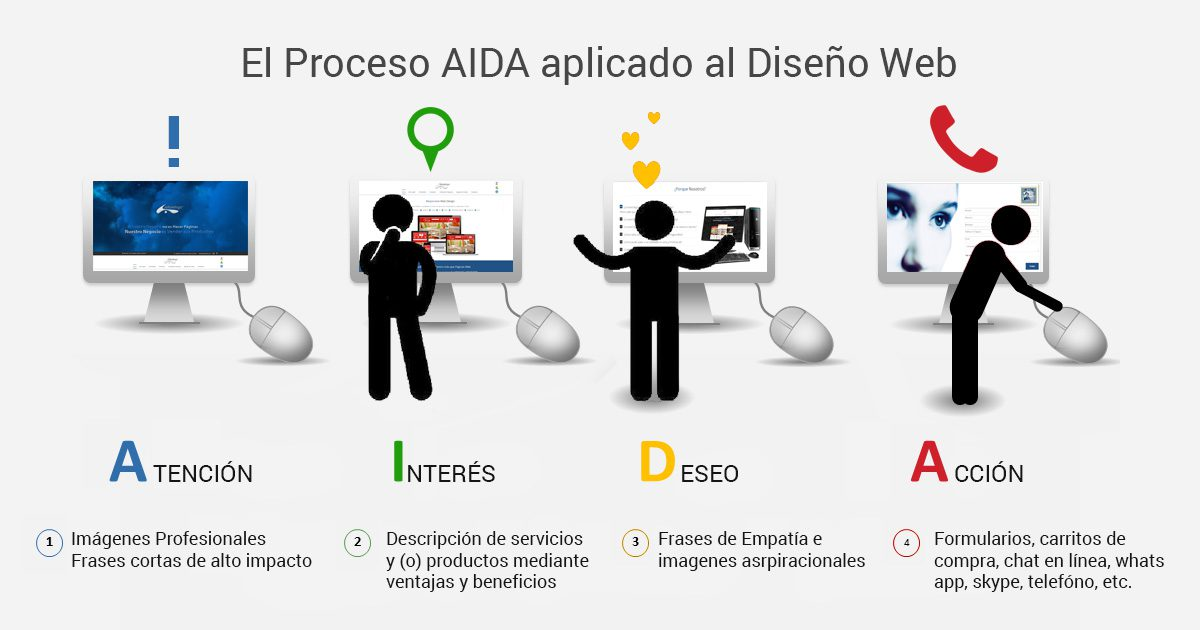 El Proceso AIDA aplicado al Diseño Web
¿Porque Nosotros?
ATENCIÓN
INTERÉS
DESEO
ACCIÓN
1 Imágenes Profesionales
Frases cortas de alto impacto
2 Descripción de servicios
y (o) productos mediante
ventajas y beneficios
3 Frases de Empatía e
imagenes asrpiracionales
4 Formularios, carritos de
compra, chat en línea, whats
app, skype, telefóno, etc.